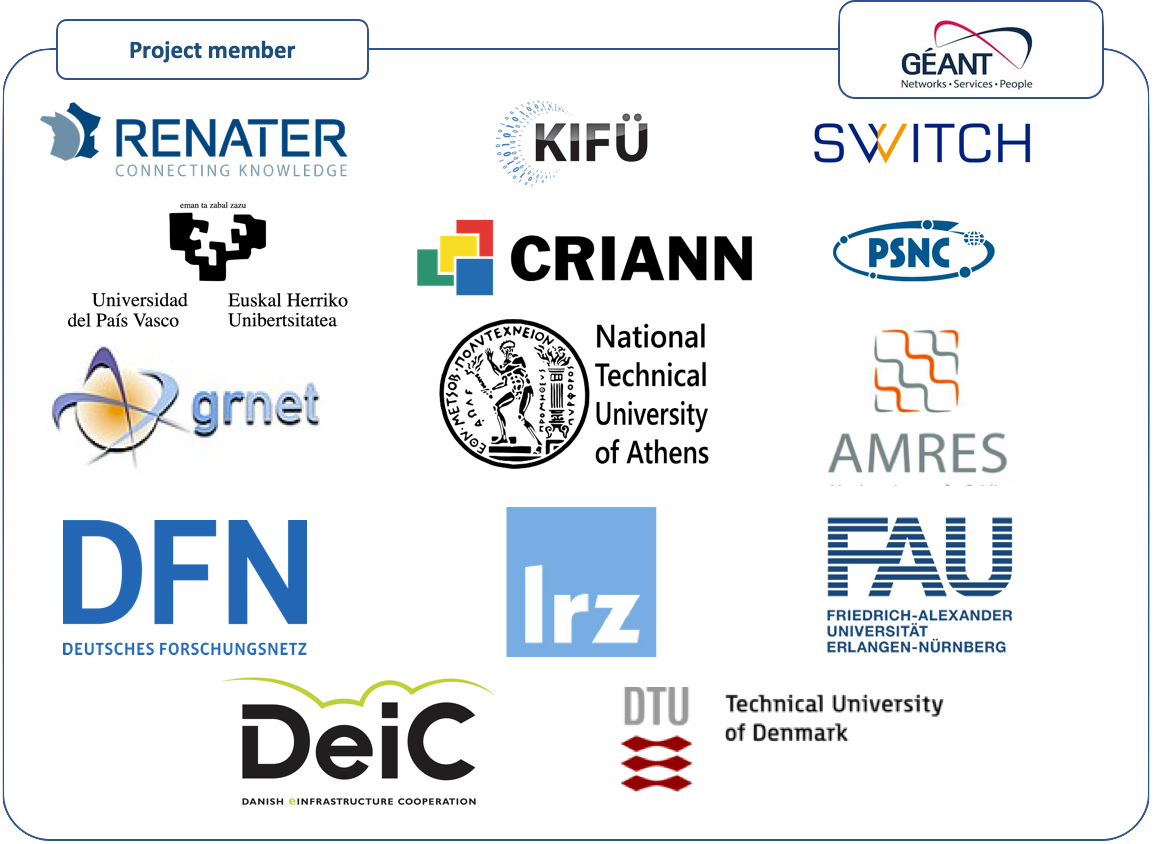 Project member
GÉANT
Networks • Services • People
RENATER
CONNECTING KNOWLEDGE
KIFÜ
SWITCH
eman ta zabal zazu
Universidad
del País Vasco
Euskal Herriko
Unibertsitatea
CRIANN
PSNC
grnet
ΕΘΝ·ΜΕΤΣΟΒ·ΠΟΛΥΤΕΧΝΕΙΟΝ
National
Technical
University
of Athens
AMRES
DFN
DEUTSCHES FORSCHUNGSNETZ
lrz
FAU
FRIEDRICH-ALEXANDER
UNIVERSITÄT
ERLANGEN-NÜRNBERG
DeiC
DANISH eINFRASTRUCTURE COOPERATION
DTU
Technical University
of Denmark